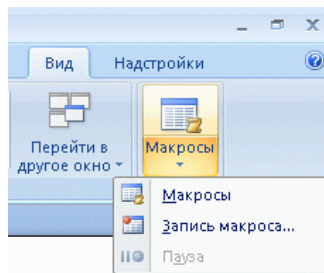 Вид Надстройки
Перейти в другое окно
Макросы
Макросы
Запись макроса...
Пауза